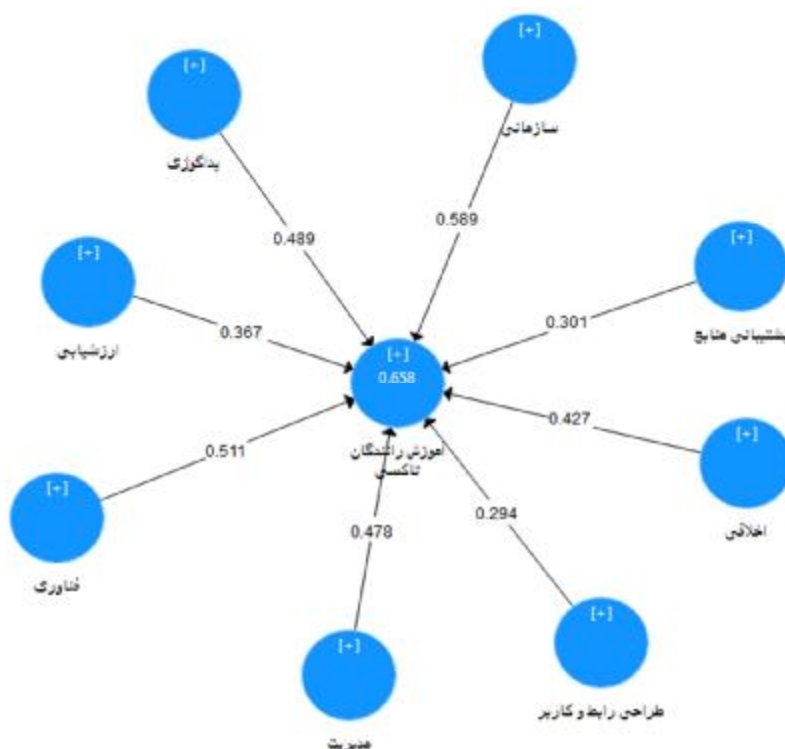 [+]
سازمانی
[+]
پداگوژی
0.589
0.489
[+]
پشتیبانی منابع
0.301
[+]
ارزشیابی
0.367
[+]
0.658
آموزش رانندگان
تاکسی
0.427
[+]
اخلاقی
0.511
[+]
فناوری
0.478
0.294
[+]
مدیریت
[+]
طراحی رابط و کاربر